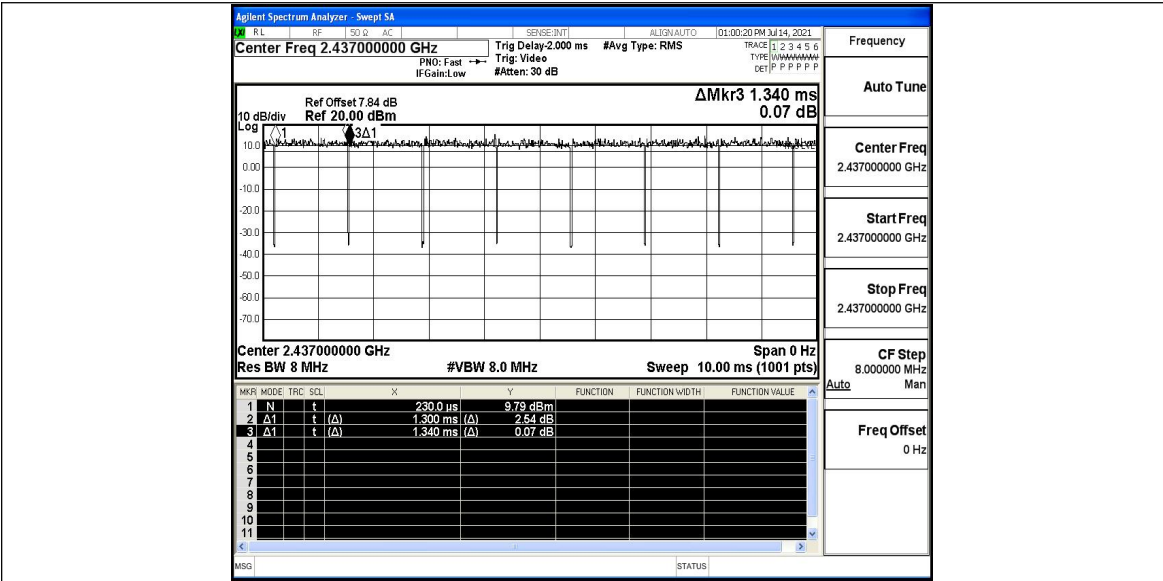 Agilent Spectrum Analyzer - Swept SA
RL RF 50 Ω AC SENSE:INT ALIGNAUTO 01:00:20 PM Jul 14, 2021
Center Freq 2.437000000 GHz
PNO: Fast
IFGain:Low
Trig Delay-2.000 ms
Trig: Video
#Atten: 30 dB
#Avg Type: RMS
TRACE 1 2 3 4 5 6
TYPE
DET P P P P P P
Ref Offset 7.84 dB
10 dB/div Ref 20.00 dBm
Log
ΔMkr3 1.340 ms
0.07 dB
1
3Δ1
10.0
0.00
-10.0
-20.0
-30.0
-40.0
-50.0
-60.0
-70.0
Center 2.437000000 GHz Span 0 Hz
Res BW 8 MHz #VBW 8.0 MHz Sweep 10.00 ms (1001 pts)
MKR MODE TRC SCL X Y FUNCTION FUNCTION WIDTH FUNCTION VALUE
1 N t 230.0 µs 9.79 dBm
2 Δ1 t (Δ) 1.300 ms (Δ) 2.54 dB
3 Δ1 t (Δ) 1.340 ms (Δ) 0.07 dB
4
5
6
7
8
9
10
11
MSG STATUS
Frequency
Auto Tune
Center Freq
2.437000000 GHz
Start Freq
2.437000000 GHz
Stop Freq
2.437000000 GHz
CF Step
8.000000 MHz
Auto Man
Freq Offset
0 Hz